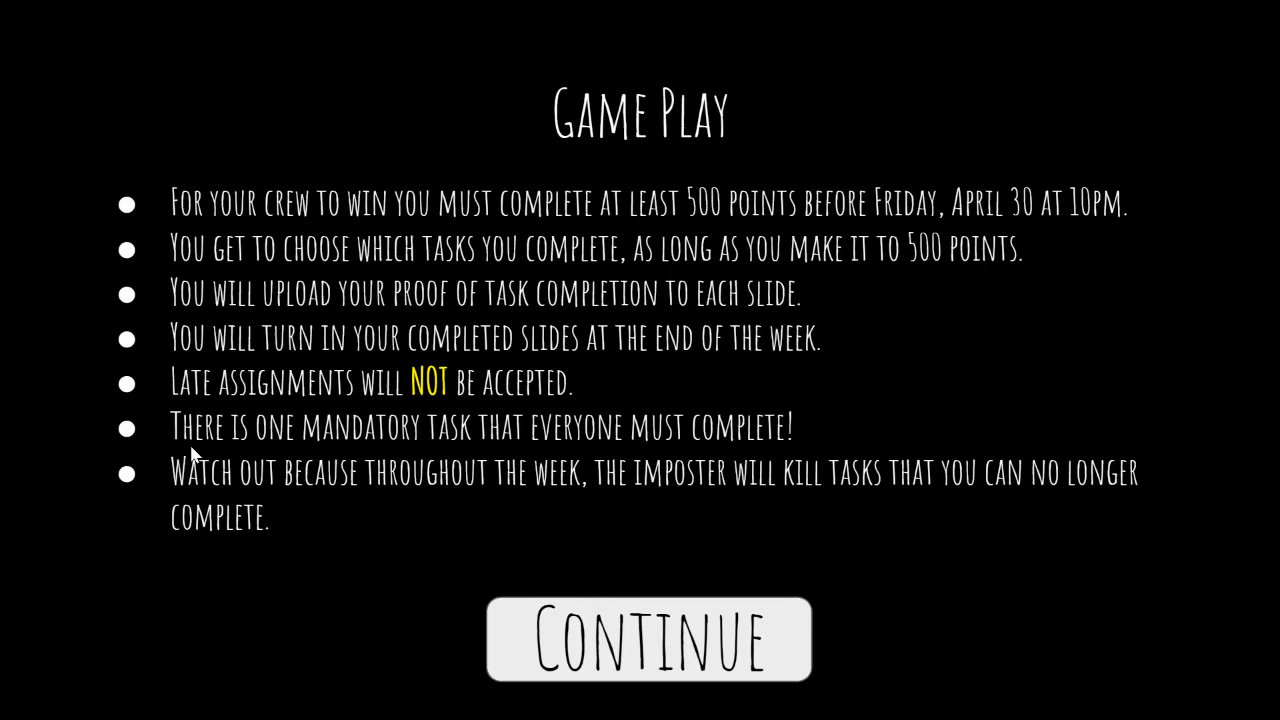 Game Play
● For your crew to win you must complete at least 500 points before Friday, April 30 at 10pm.
● You get to choose which tasks you complete, as long as you make it to 500 points.
● You will upload your proof of task completion to each slide.
● You will turn in your completed slides at the end of the week.
● Late assignments will NOT be accepted.
● There is one mandatory task that everyone must complete!
● Watch out because throughout the week, the imposter will kill tasks that you can no longer
complete.
Continue